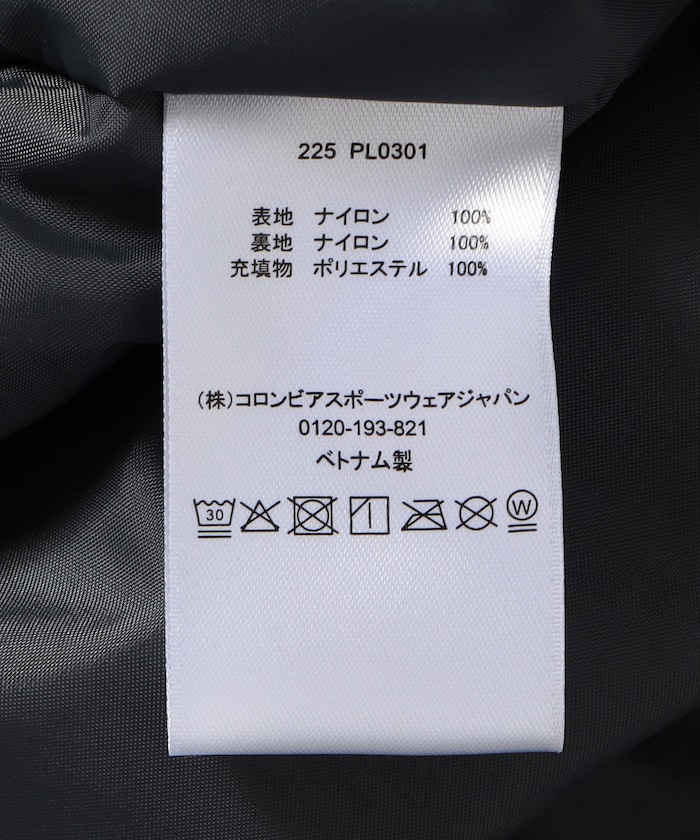 225 PL0301
表地 ナイロン 100%
裏地 ナイロン 100%
充填物 ポリエステル 100%
(株)コロンビアスポーツウェアジャパン
0120-193-821
ベトナム製
30 W